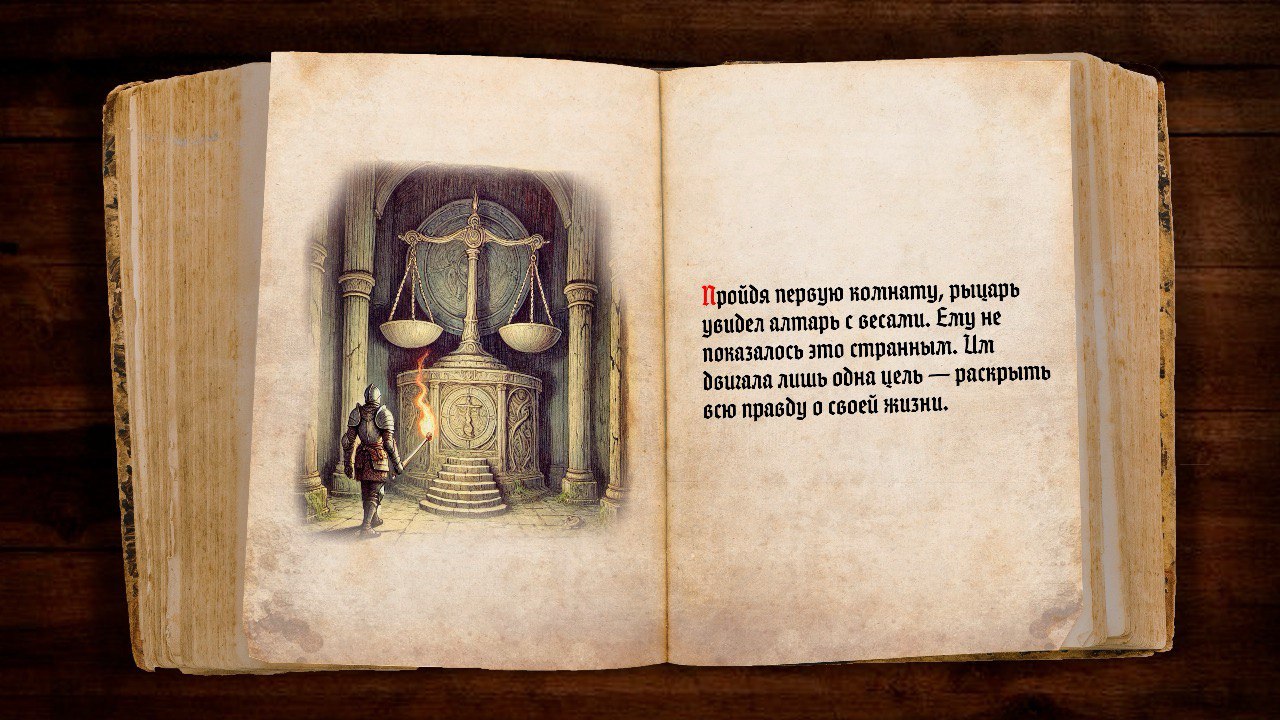 Пройдя первую комнату, рыцарь
увидел алтарь с весами. Ему не
показалось это странным. Им
двигала лишь одна цель — раскрыть
всю правду о своей жизни.